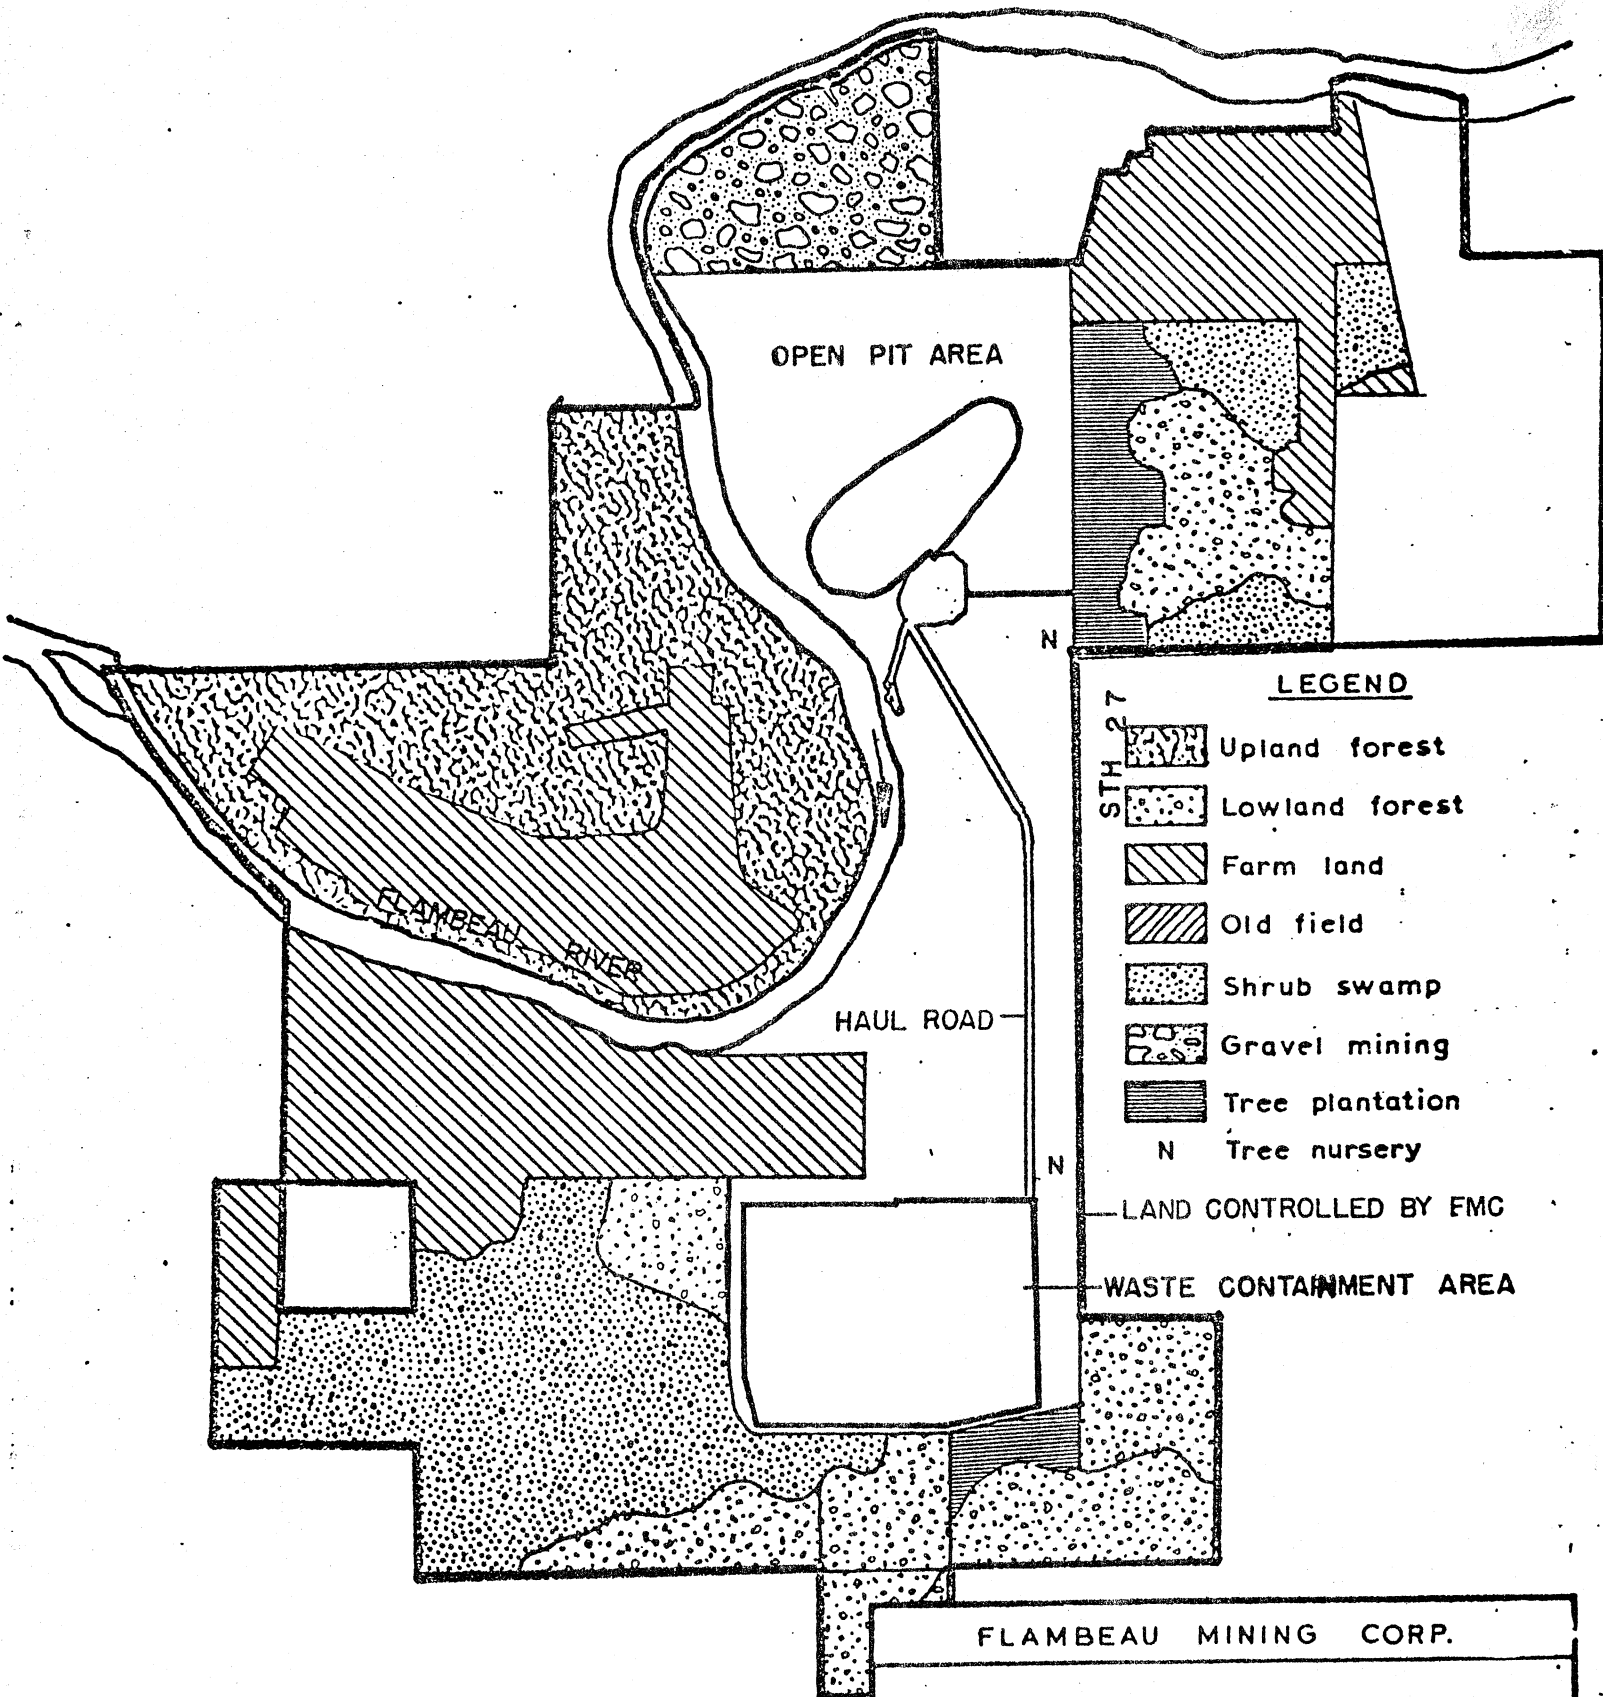 OPEN PIT AREA
N
LEGEND
STH 27
Upland forest
Lowland forest
Farm land
Old field
Shrub swamp
Gravel mining
Tree plantation
N Tree nursery
FLAMBEAU RIVER
HAUL ROAD
N
LAND CONTROLLED BY FMC
WASTE CONTAINMENT AREA
FLAMBEAU MINING CORP.